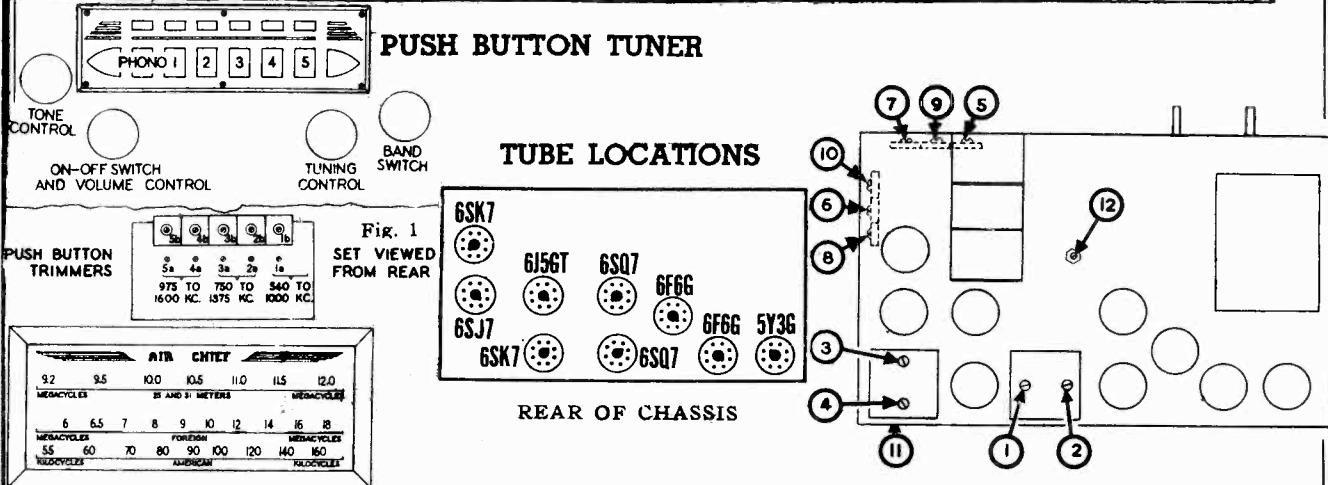 PUSH BUTTON TUNER
PHONO 1 2 3 4 5
TONE
CONTROL
ON-OFF SWITCH
AND VOLUME CONTROL
TUNING
CONTROL
BAND
SWITCH
PUSH BUTTON
TRIMMERS
5b 4b 3b 2b 1b
5a 4a 3a 2a 1a
975 TO 750 TO 540 TO
1600 KC. 1375 KC. 1000 KC.
Fig. 1
SET VIEWED
FROM REAR
AIR CHIEF
9.2 9.5 10.0 10.5 11.0 11.5 12.0
MEGACYCLES 25 AND 31 METERS MEGACYCLES
6 6.5 7 8 9 10 12 14 16 18
MEGACYCLES FOREIGN MEGACYCLES
55 60 70 80 90 100 120 140 160
KILOCYCLES AMERICAN KILOCYCLES
TUBE LOCATIONS
6SK7
6J5GT 6SQ7
6F6G
6SJ7
6F6G 5Y3G
6SK7 6SQ7
REAR OF CHASSIS
7 9 5
10
6
8
12
3
4
11 1 2